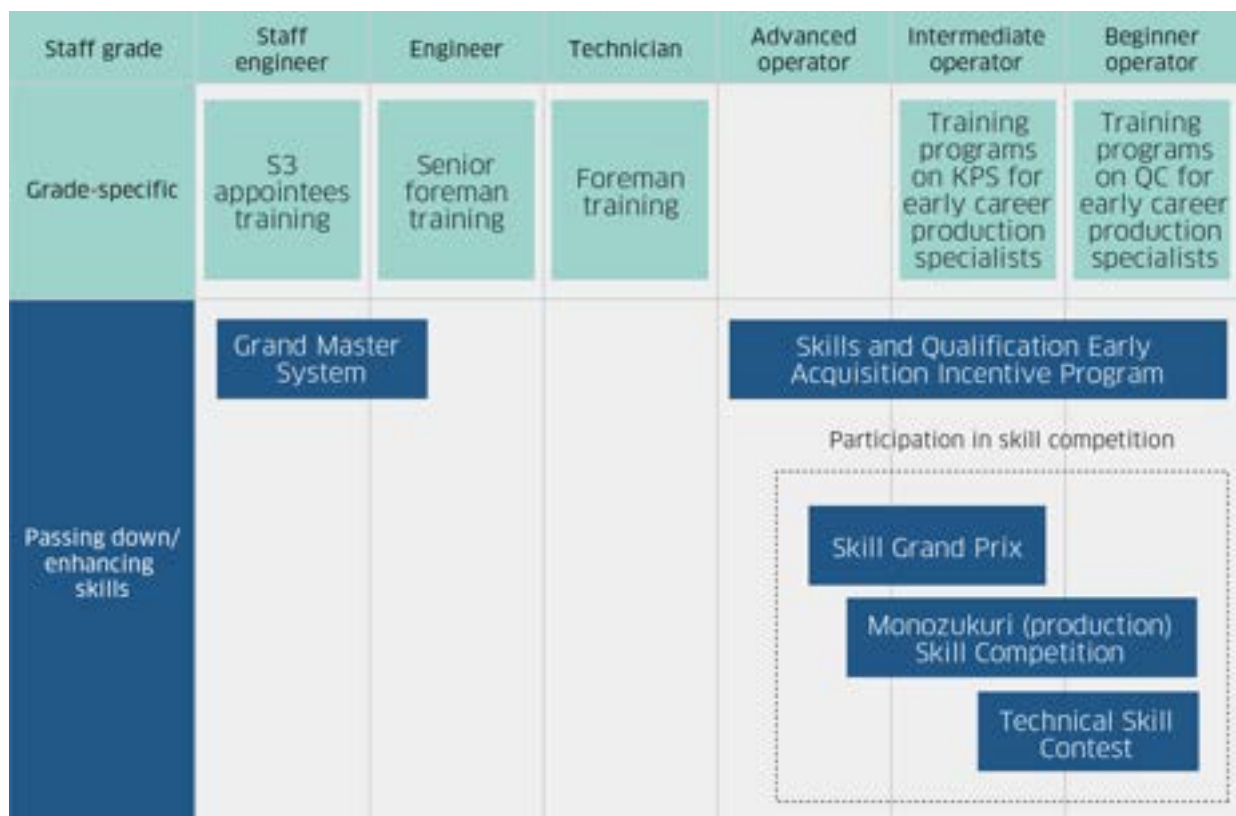 Staff grade
Staff
engineer
Engineer
Technician
Advanced
operator
Intermediate
operator
Beginner
operator
Grade-specific
S3
appointees
training
Senior
foreman
training
Foreman
training
Training
programs
on KPS for
early career
production
specialists
Training
programs
on QC for
early career
production
specialists
Passing down/
enhancing
skills
Grand Master
System
Skills and Qualification Early
Acquisition Incentive Program
Participation in skill competition
Skill Grand Prix
Monozukuri (production)
Skill Competition
Technical Skill
Contest